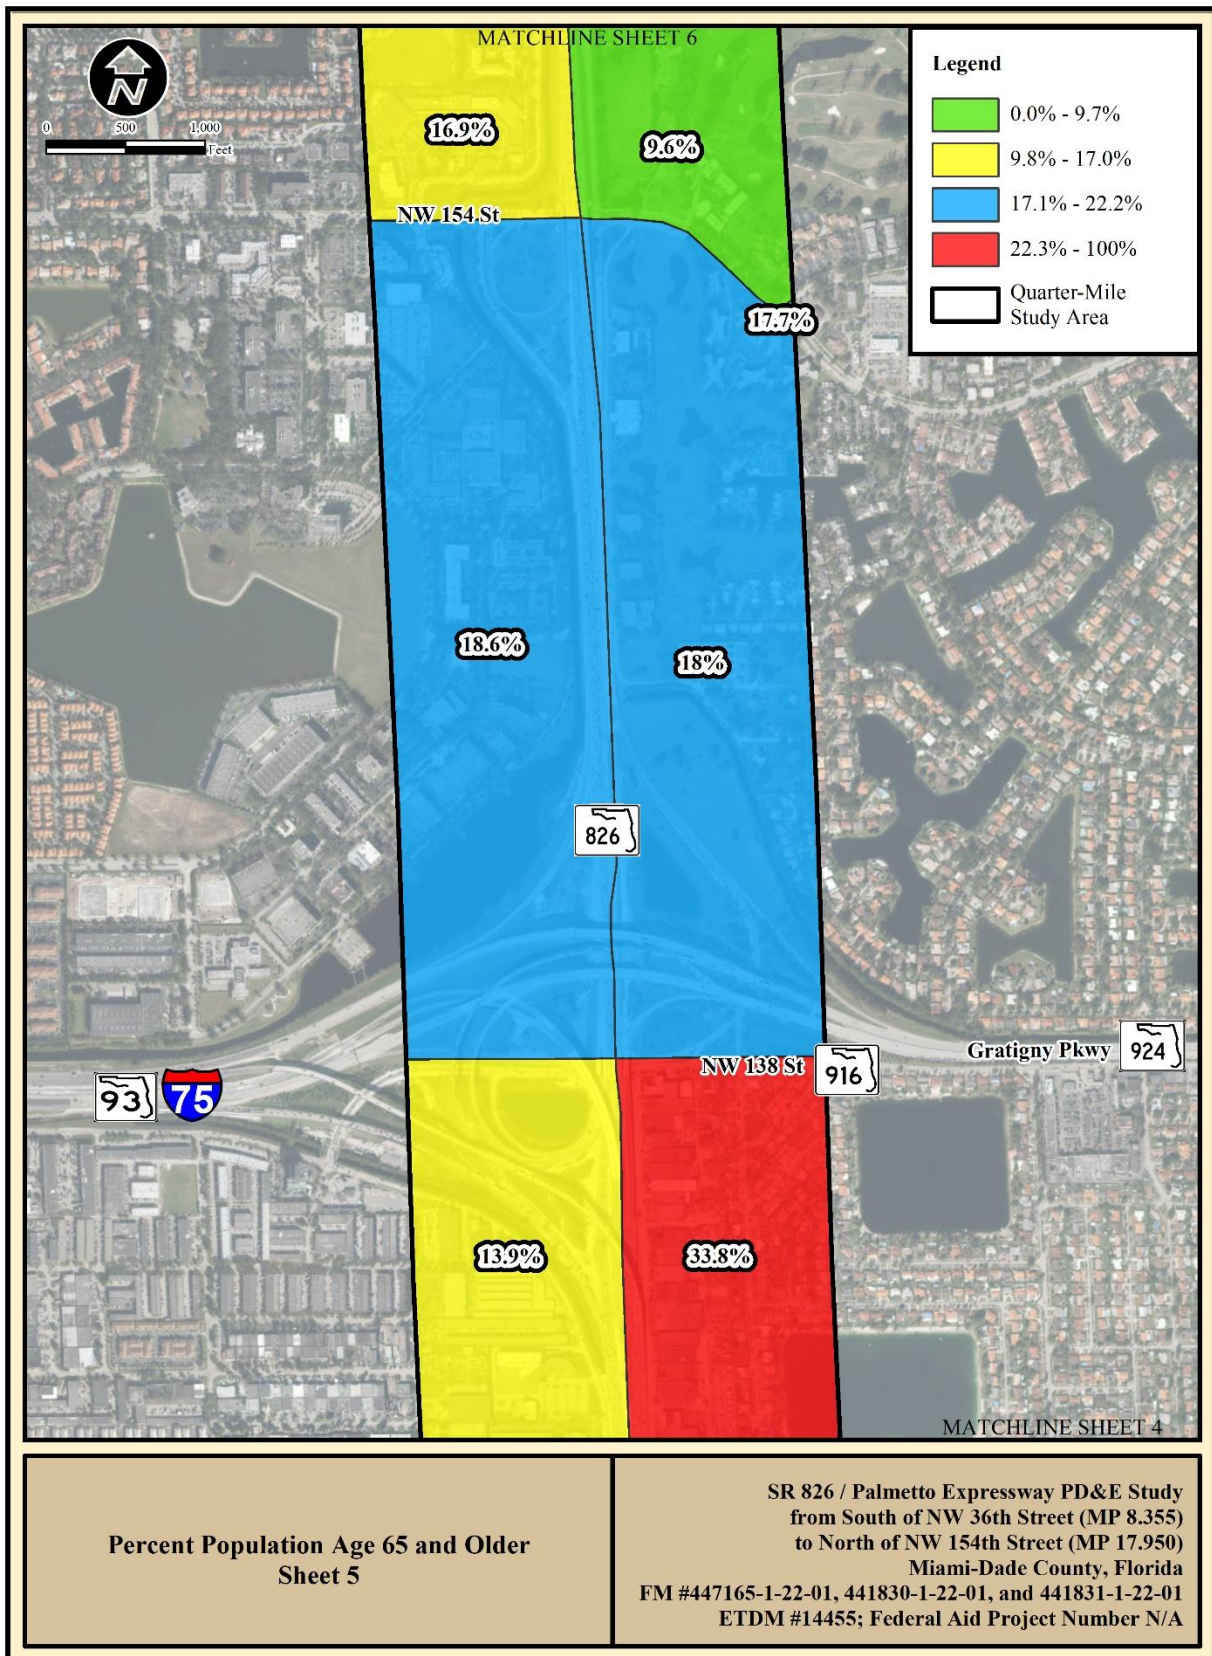 MATCHLINE SHEET 6
N
0 500 1,000
Feet
Legend
0.0% - 9.7%
9.8% - 17.0%
17.1% - 22.2%
22.3% - 100%
Quarter-Mile
Study Area
16.9%
9.6%
NW 154 St
17.7%
18.6%
18%
826
NW 138 St
916
Gratigny Pkwy
924
93
75
13.9%
33.8%
MATCHLINE SHEET 4
Percent Population Age 65 and Older
Sheet 5
SR 826 / Palmetto Expressway PD&E Study
from South of NW 36th Street (MP 8.355)
to North of NW 154th Street (MP 17.950)
Miami-Dade County, Florida
FM #447165-1-22-01, 441830-1-22-01, and 441831-1-22-01
ETDM #14455; Federal Aid Project Number N/A